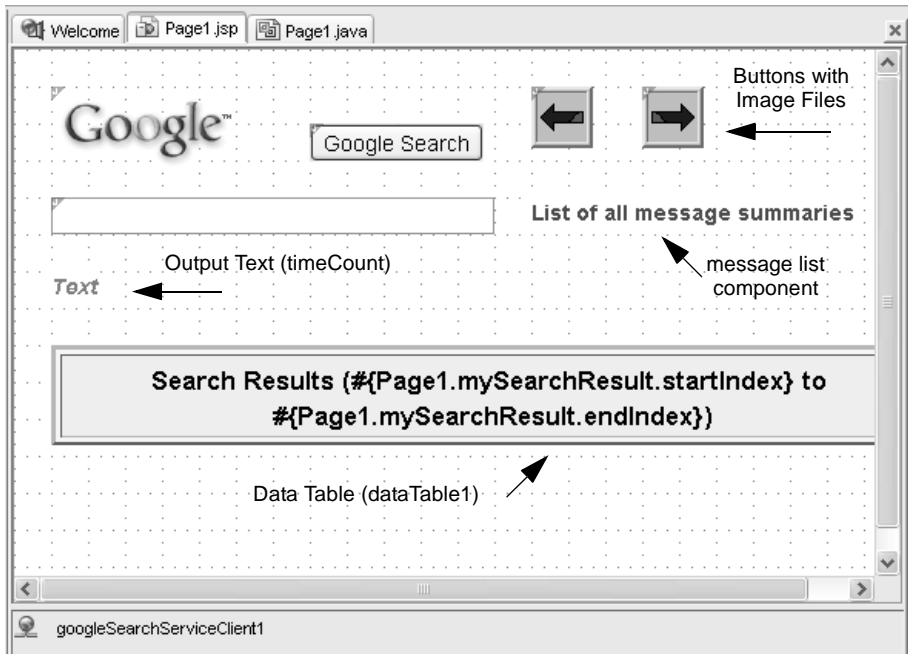 Welcome
Page1.jsp
Page1.java
Buttons with
Image Files
Google™
Google Search
List of all message summaries
Output Text (timeCount)
message list
component
Text
Search Results (#{Page1.mySearchResult.startIndex} to
#{Page1.mySearchResult.endIndex})
Data Table (dataTable1)
googleSearchServiceClient1